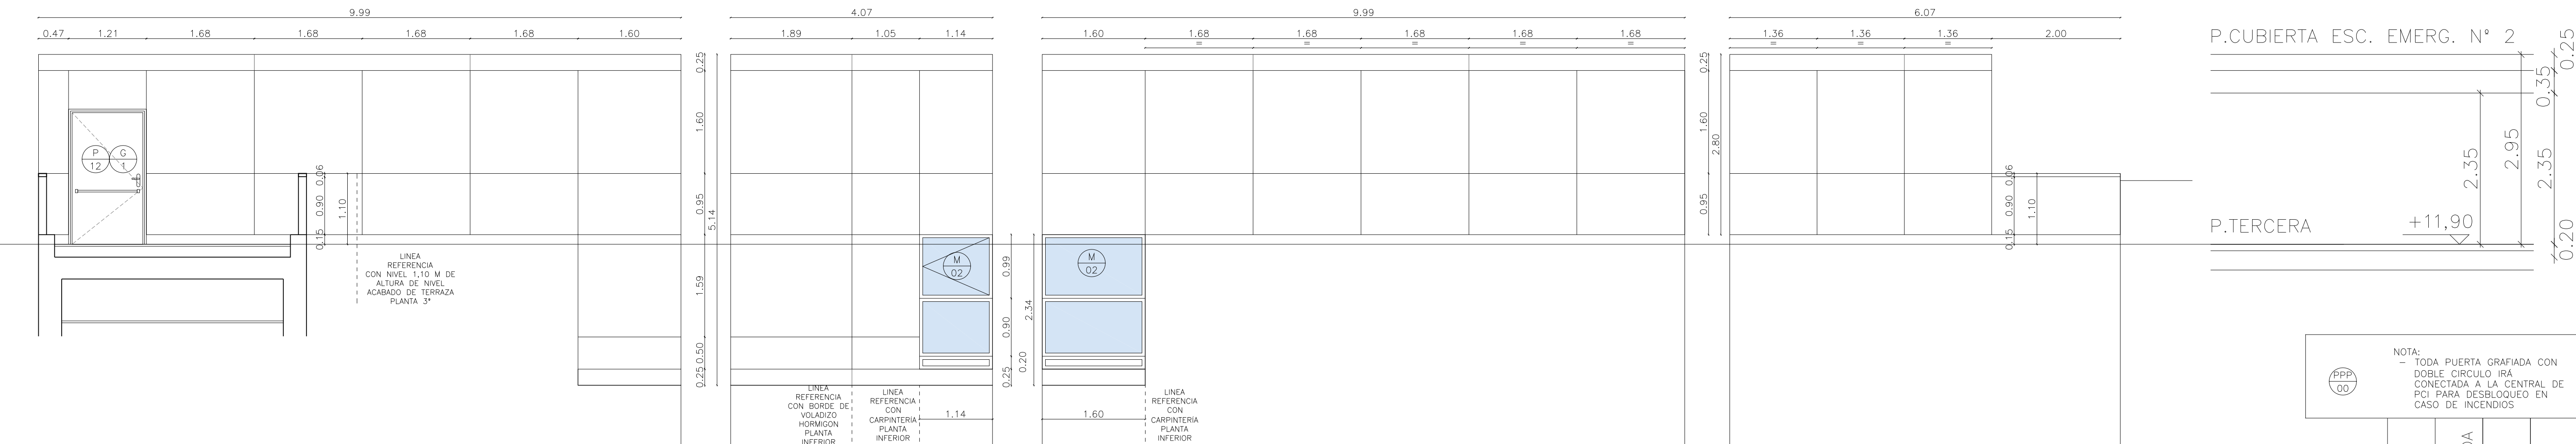 9.99
4.07
9.99
6.07
0.47 1.21 1.68 1.68 1.68 1.68 1.60
1.89 1.05 1.14
1.60 1.68 1.68 1.68 1.68 1.68
= = = = =
1.36 1.36 1.36 2.00
= = =
P.CUBIERTA ESC. EMERG. Nº 2
0.25
0.35
2.35
0.20
2.95
2.35
P.TERCERA
+11,90
P
12
G
1
0.06
0.90
0.15
1.10
LINEA
REFERENCIA
CON NIVEL 1,10 M DE
ALTURA DE NIVEL
ACABADO DE TERRAZA
PLANTA 3ª
0.25
1.60
0.95
5.14
1.59
0.50
0.25
M
02
0.99
0.90
0.25
2.34
0.20
M
02
LINEA
REFERENCIA
CON BORDE DE
VOLADIZO
HORMIGON
PLANTA
INFERIOR
LINEA
REFERENCIA
CON
CARPINTERÍA
PLANTA
INFERIOR
1.14
1.60
LINEA
REFERENCIA
CON
CARPINTERÍA
PLANTA
INFERIOR
0.25
1.60
2.80
0.95
0.06
0.90
0.15
1.10
PPP
00
NOTA:
– TODA PUERTA GRAFIADA CON
DOBLE CIRCULO IRÁ
CONECTADA A LA CENTRAL DE
PCI PARA DESBLOQUEO EN
CASO DE INCENDIOS